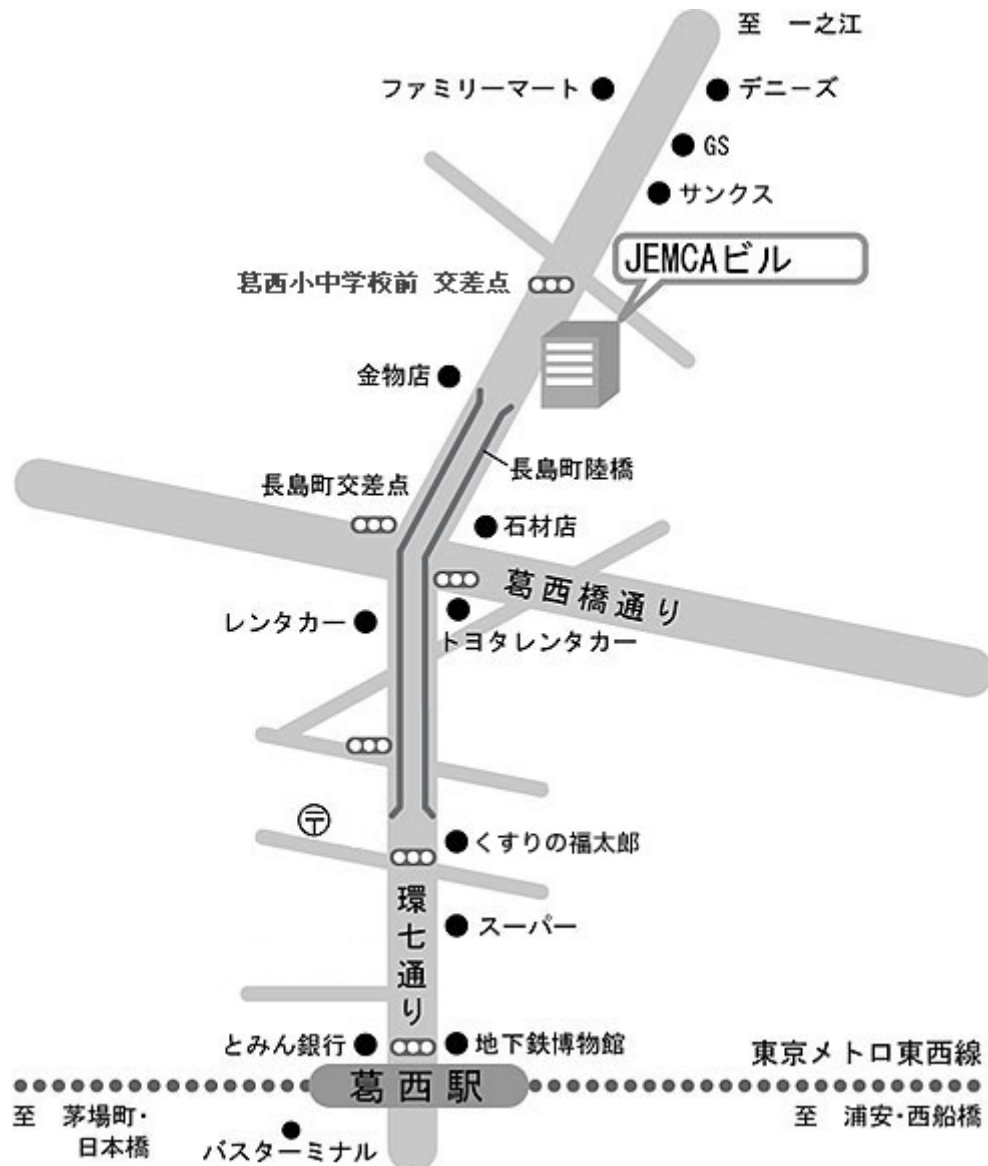 至 一之江
ファミリーマート
デニーズ
GS
サンクス
JEMCAビル
葛西小中学校前 交差点
金物店
長島町陸橋
長島町交差点
石材店
葛西橋通り
レンタカー
トヨタレンタカー
〒
くすりの福太郎
環七通り
スーパー
とみん銀行
地下鉄博物館
東京メトロ東西線
葛西駅
至 茅場町・
日本橋
至 浦安・西船橋
バスターミナル